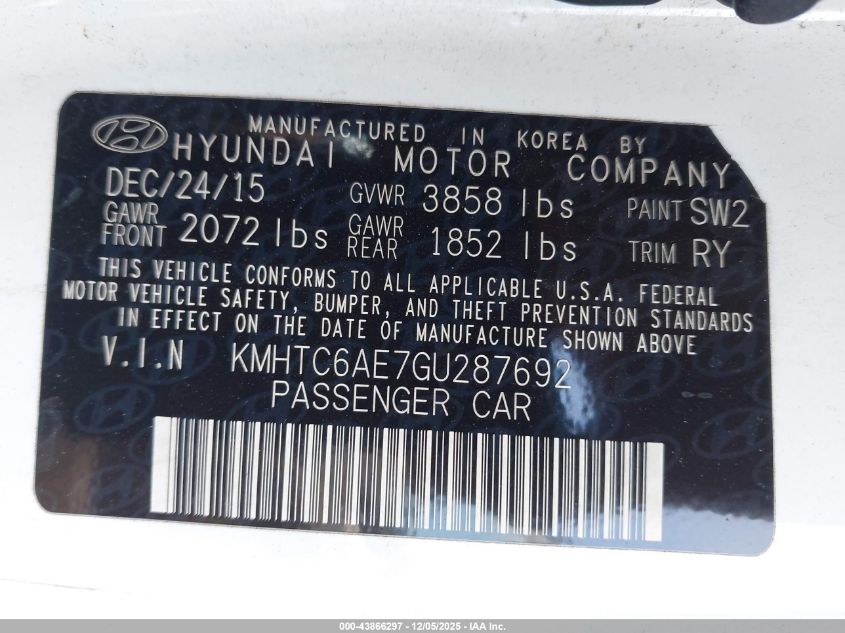 MANUFACTURED IN KOREA BY
HYUNDAI MOTOR COMPANY
DEC/24/15 GVWR 3858 lbs PAINT SW2
GAWR FRONT 2072 lbs GAWR REAR 1852 lbs TRIM RY
THIS VEHICLE CONFORMS TO ALL APPLICABLE U.S.A. FEDERAL
MOTOR VEHICLE SAFETY, BUMPER, AND THEFT PREVENTION STANDARDS
IN EFFECT ON THE DATE OF MANUFACTURE SHOWN ABOVE
V.I.N KMHTC6AE7GU287692
PASSENGER CAR
000-43866297 - 12/05/2025 - IAA Inc.